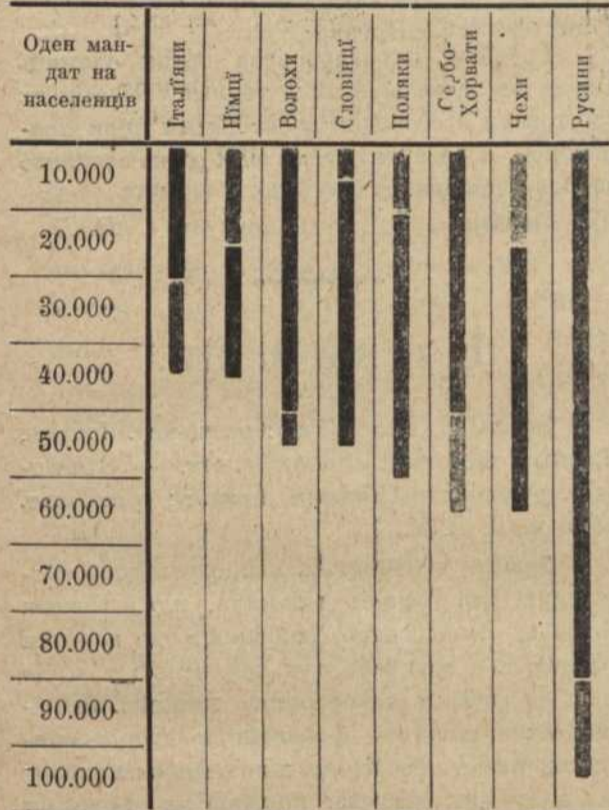 Оден ман-
дат на
населенців
Італіяни
Німці
Волохи
Словінці
Поляки
Сербо-
Хорвати
Чехи
Русини
10.000
20.000
30.000
40.000
50.000
60.000
70.000
80.000
90.000
100.000